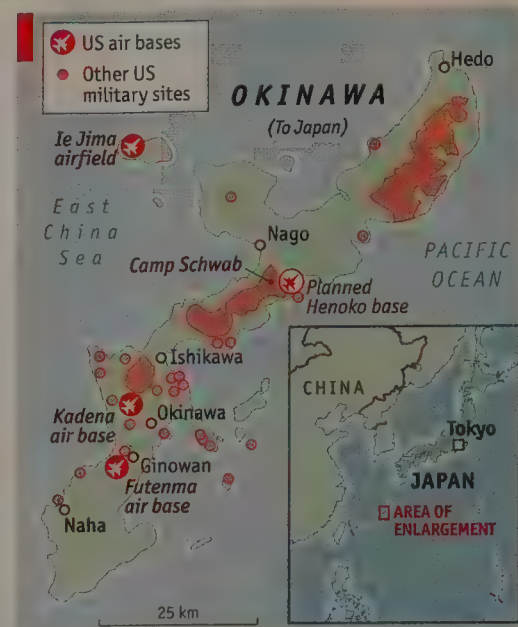 US air bases
Other US
military sites
Hedo
OKINAWA
(To Japan)
Ie Jima
airfield
East
China
Sea
Nago
PACIFIC
OCEAN
Camp Schwab
Planned
Henoko base
Ishikawa
Kadena
air base
Okinawa
Ginowan
Futenma
air base
Naha
25 km
CHINA
Tokyo
JAPAN
AREA OF
ENLARGEMENT